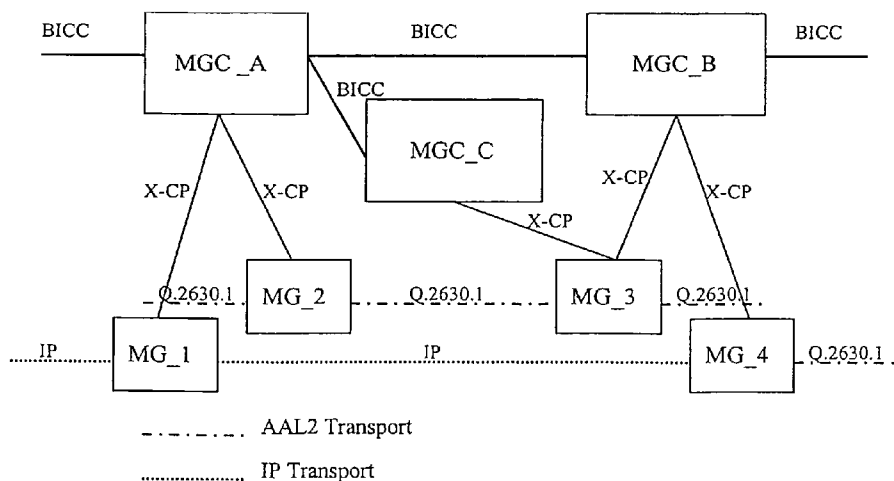 BICC
BICC
BICC
MGC_A
MGC_B
BICC
MGC_C
X-CP
X-CP
X-CP
X-CP
X-CP
Q.2630.1
MG_2
Q.2630.1
MG_3
Q.2630.1
IP
MG_1
IP
MG_4
Q.2630.1
AAL2 Transport
IP Transport